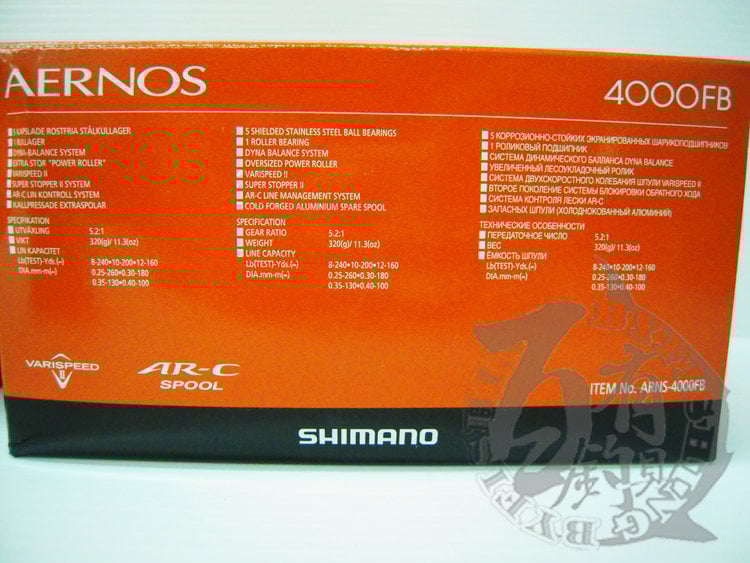 AERNOS
4000FB
5 KAPSLADE ROSTFRIA STÅLKULLAGER
1 RULLAGER
DYNA-BALANCE SYSTEM
EXTRA STOR "POWER ROLLER"
VARISPEED II
SUPER STOPPER II SYSTEM
AR-C LIN KONTROLL SYSTEM
KALLPRESSADE EXTRASPOLAR
SPECIFIKATION
UTVÄXLING 5.2:1
VIKT 320(g)/ 11.3(oz)
LIN KAPACITET
Lb(TEST)-Yds.(~) 8-240•10-200•12-160
DIA.mm-m(~) 0.25-260•0.30-180
0.35-130•0.40-100
5 SHIELDED STAINLESS STEEL BALL BEARINGS
1 ROLLER BEARING
DYNA BALANCE SYSTEM
OVERSIZED POWER ROLLER
VARISPEED II
SUPER STOPPER II
AR-C LINE MANAGEMENT SYSTEM
COLD FORGED ALUMINIUM SPARE SPOOL
SPECIFICATION
GEAR RATIO 5.2:1
WEIGHT 320(g)/ 11.3(oz)
LINE CAPACITY
Lb(TEST)-Yds.(~) 8-240•10-200•12-160
DIA.mm-m(~) 0.25-260•0.30-180
0.35-130•0.40-100
5 КОРРОЗИОННО-СТОЙКИХ ЭКРАНИРОВАННЫХ ШАРИКОПОДШИПНИКОВ
1 РОЛИКОВЫЙ ПОДШИПНИК
СИСТЕМА ДИНАМИЧЕСКОГО БАЛЛАНСА DYNA BALANCE
УВЕЛИЧЕННЫЙ ЛЕСОУКЛАДОЧНЫЙ РОЛИК
СИСТЕМА ДВУХСКОРОСТНОГО КОЛЕБАНИЯ ШПУЛИ VARISPEED II
ВТОРОЕ ПОКОЛЕНИЕ СИСТЕМЫ БЛОКИРОВКИ ОБРАТНОГО ХОДА
СИСТЕМА КОНТРОЛЯ ЛЕСКИ AR-C
ЗАПАСНЫХ ШПУЛИ (ХОЛОДНОКОВАНЫЙ АЛЮМИНИЙ)
ТЕХНИЧЕСКИЕ ОСОБЕННОСТИ
ПЕРЕДАТОЧНОЕ ЧИСЛО 5.2:1
ВЕС 320(g)/ 11.3(oz)
ЁМКОСТЬ ШПУЛИ
Lb(TEST)-Yds.(~) 8-240•10-200•12-160
DIA.mm-m(~) 0.25-260•0.30-180
0.35-130•0.40-100
VARISPEED
II
AR-C
SPOOL
ITEM No. ARNS-4000FB
SHIMANO